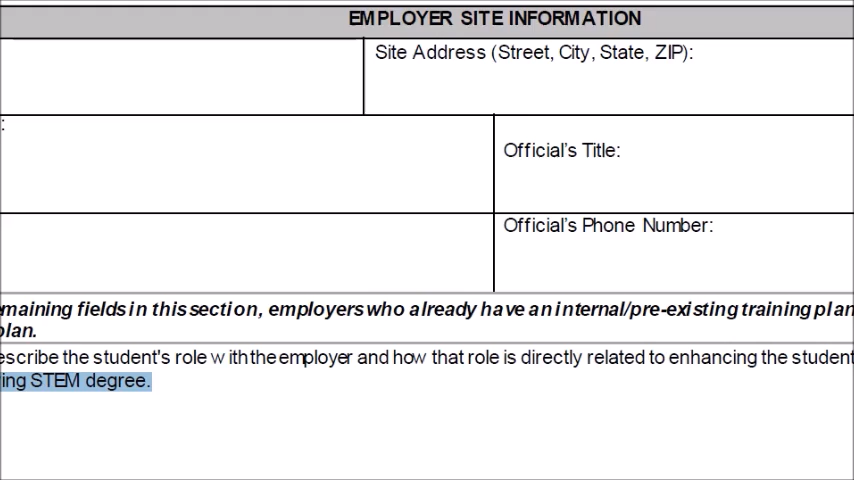 EMPLOYER SITE INFORMATION
Site Address (Street, City, State, ZIP):
:
Official's Title:
Official's Phone Number:
emaining fields in this section, employers who already have an internal/pre-existing training plan
plan.
escribe the student's role with the employer and how that role is directly related to enhancing the student
ing STEM degree.